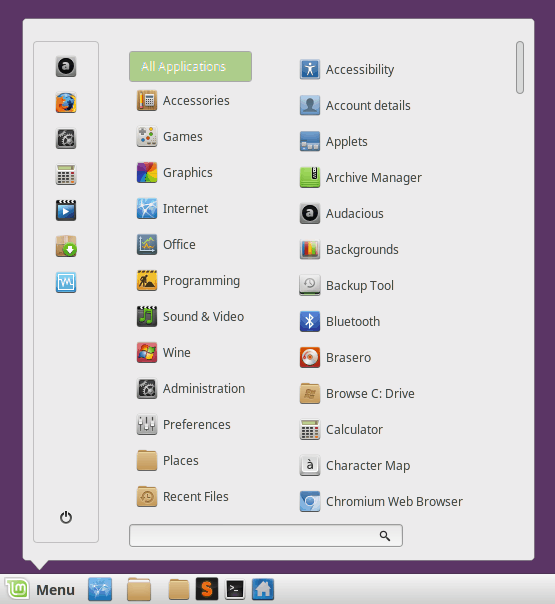 All Applications
Accessories
Games
Graphics
Internet
Office
Programming
Sound & Video
Wine
Administration
Preferences
Places
Recent Files
Accessibility
Account details
Applets
Archive Manager
Audacious
Backgrounds
Backup Tool
Bluetooth
Brasero
Browse C: Drive
Calculator
Character Map
Chromium Web Browser
Menu